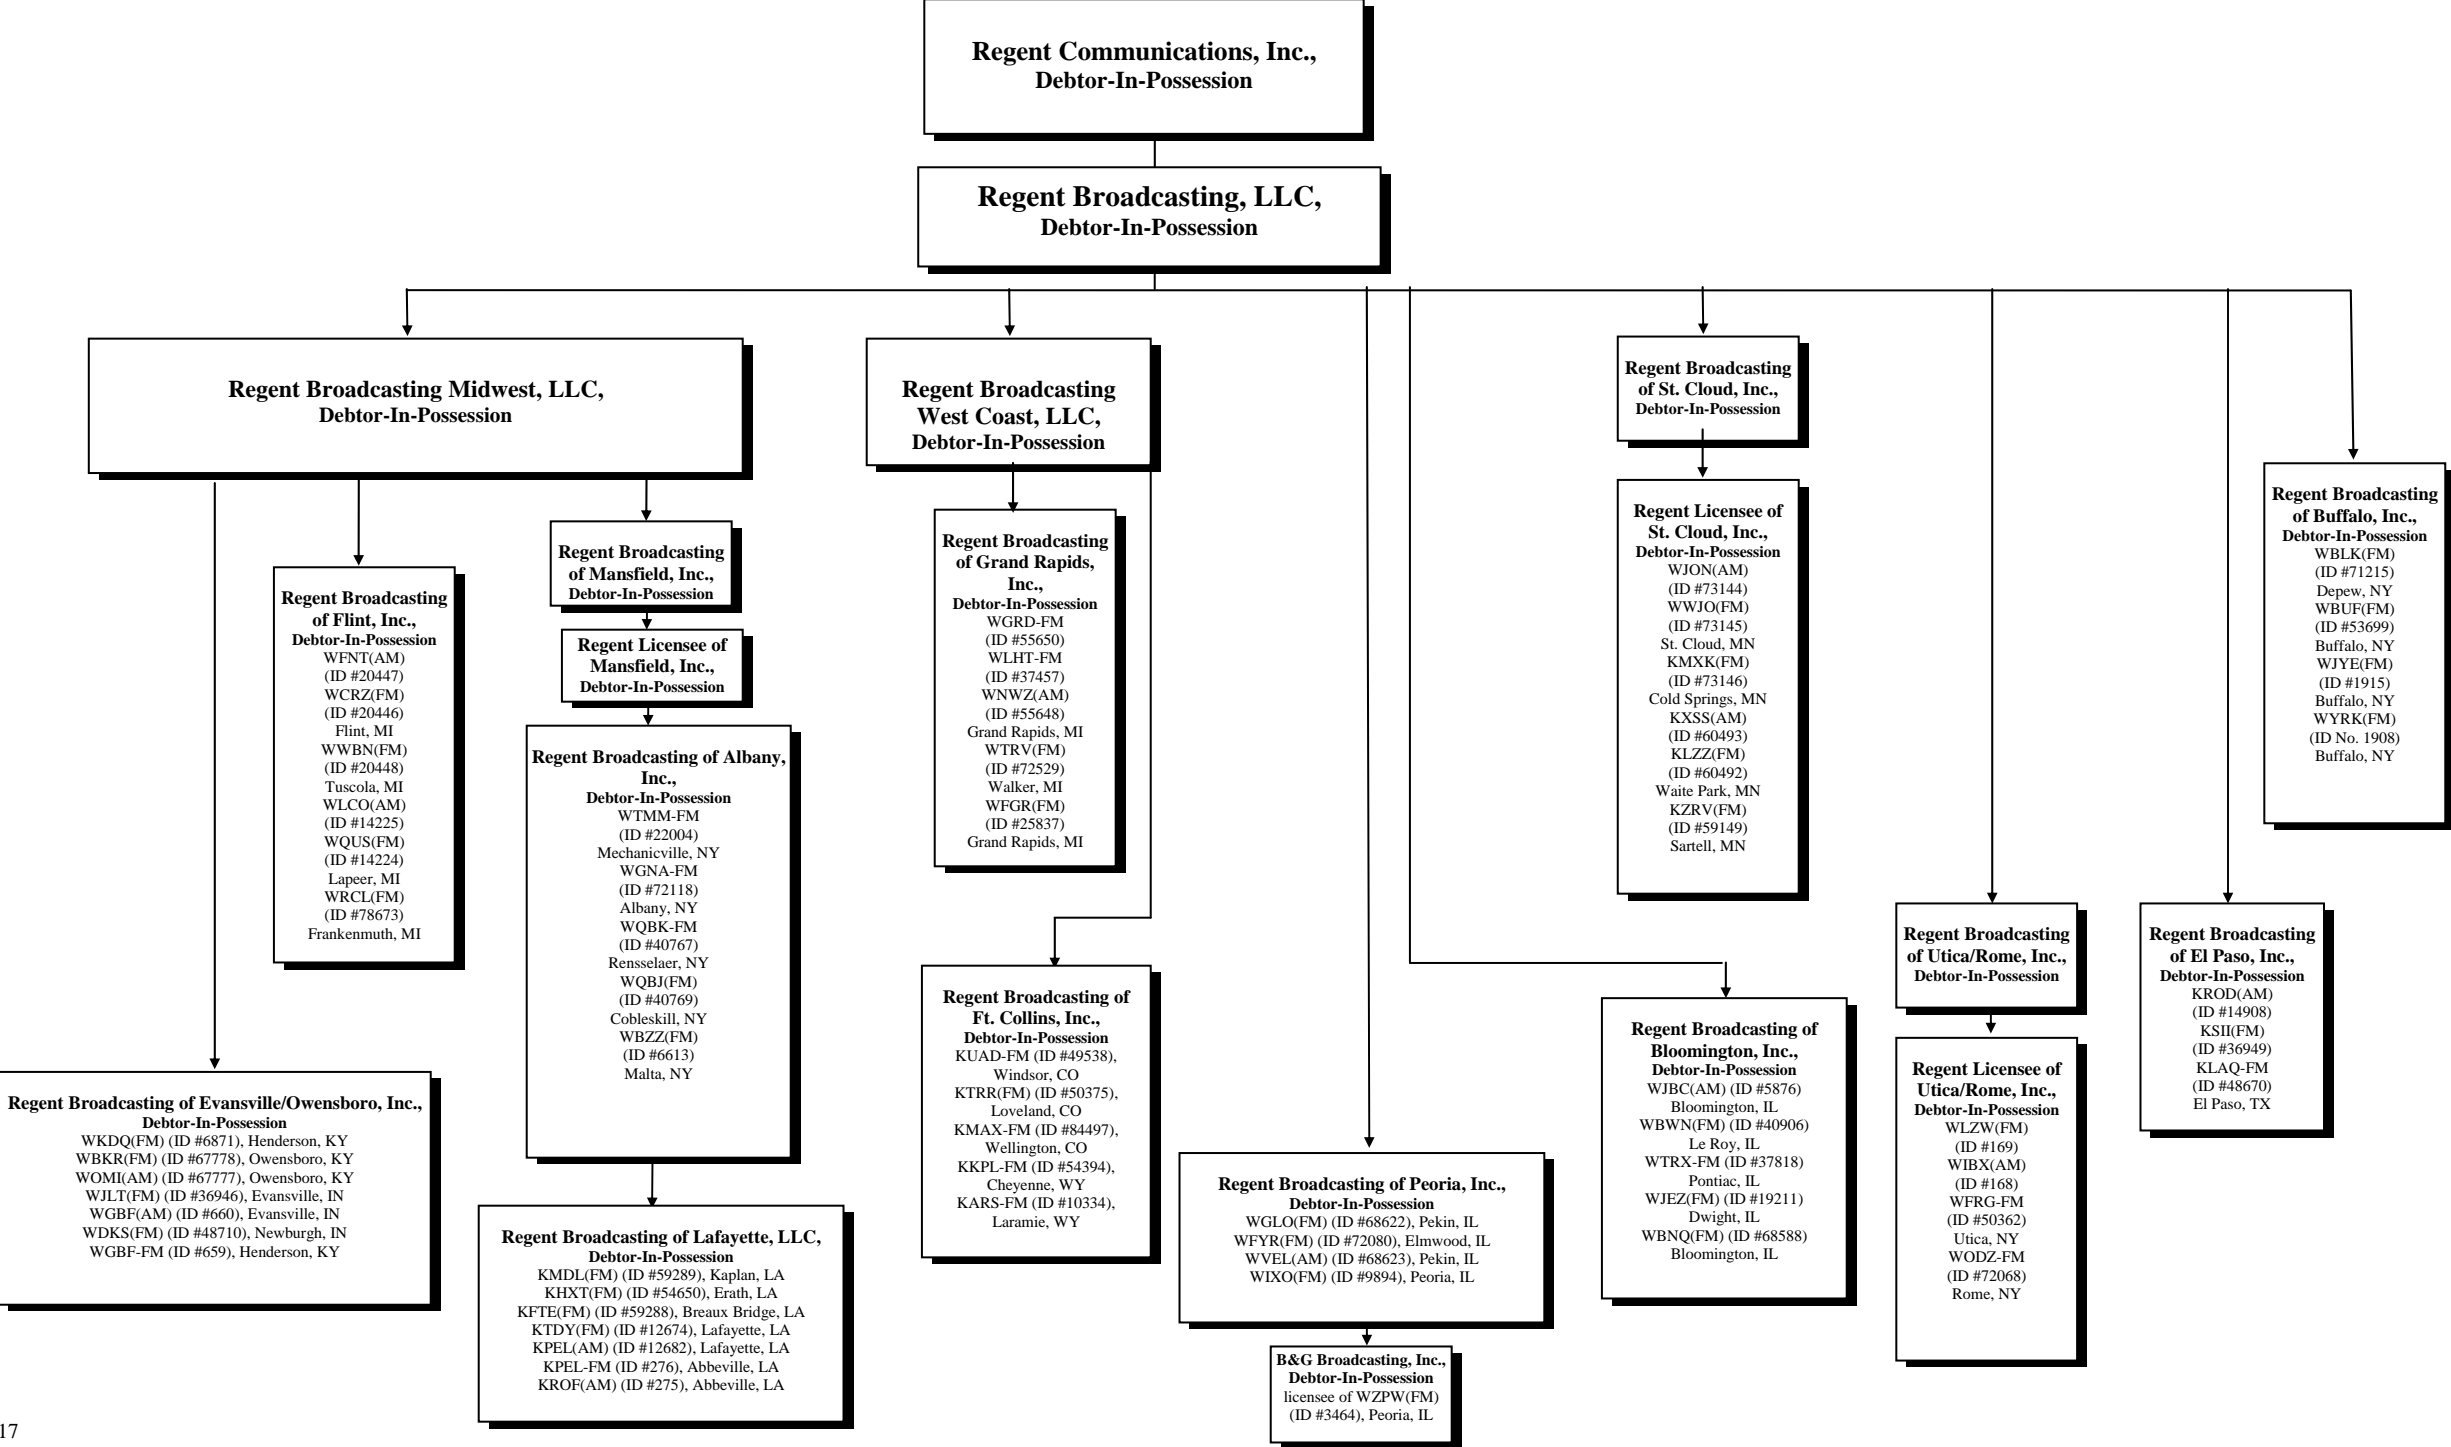 Regent Communications, Inc.,
Debtor-In-Possession
Regent Broadcasting, LLC,
Debtor-In-Possession
Regent Broadcasting Midwest, LLC,
Debtor-In-Possession
Regent Broadcasting
West Coast, LLC,
Debtor-In-Possession
Regent Broadcasting
of St. Cloud, Inc.,
Debtor-In-Possession
Regent Licensee of
St. Cloud, Inc.,
Debtor-In-Possession
WJON(AM)
(ID #73144)
WWJO(FM)
(ID #73145)
St. Cloud, MN
KMXK(FM)
(ID #73146)
Cold Springs, MN
KXSS(AM)
(ID #60493)
KLZZ(FM)
(ID #60492)
Waite Park, MN
KZRV(FM)
(ID #59149)
Sartell, MN
Regent Broadcasting
of Buffalo, Inc.,
Debtor-In-Possession
WBLK(FM)
(ID #71215)
Depew, NY
WBUF(FM)
(ID #53699)
Buffalo, NY
WJYE(FM)
(ID #1915)
Buffalo, NY
WYRK(FM)
(ID No. 1908)
Buffalo, NY
Regent Broadcasting
of Flint, Inc.,
Debtor-In-Possession
WFNT(AM)
(ID #20447)
WCRZ(FM)
(ID #20446)
Flint, MI
WWBN(FM)
(ID #20448)
Tuscola, MI
WLCO(AM)
(ID #14225)
WQUS(FM)
(ID #14224)
Lapeer, MI
WRCL(FM)
(ID #78673)
Frankenmuth, MI
Regent Broadcasting
of Mansfield, Inc.,
Debtor-In-Possession
Regent Licensee of
Mansfield, Inc.,
Debtor-In-Possession
Regent Broadcasting of Albany,
Inc.,
Debtor-In-Possession
WTMM-FM
(ID #22004)
Mechanicville, NY
WGNA-FM
(ID #72118)
Albany, NY
WQBK-FM
(ID #40767)
Rensselaer, NY
WQBJ(FM)
(ID #40769)
Cobleskill, NY
WBZZ(FM)
(ID #6613)
Malta, NY
Regent Broadcasting
of Grand Rapids,
Inc.,
Debtor-In-Possession
WGRD-FM
(ID #55650)
WLHT-FM
(ID #37457)
WNWZ(AM)
(ID #55648)
Grand Rapids, MI
WTRV(FM)
(ID #72529)
Walker, MI
WFGR(FM)
(ID #25837)
Grand Rapids, MI
Regent Broadcasting of
Ft. Collins, Inc.,
Debtor-In-Possession
KUAD-FM (ID #49538),
Windsor, CO
KTRR(FM) (ID #50375),
Loveland, CO
KMAX-FM (ID #84497),
Wellington, CO
KKPL-FM (ID #54394),
Cheyenne, WY
KARS-FM (ID #10334),
Laramie, WY
Regent Broadcasting of
Bloomington, Inc.,
Debtor-In-Possession
WJBC(AM) (ID #5876)
Bloomington, IL
WBWN(FM) (ID #40906)
Le Roy, IL
WTRX-FM (ID #37818)
Pontiac, IL
WJEZ(FM) (ID #19211)
Dwight, IL
WBNQ(FM) (ID #68588)
Bloomington, IL
Regent Broadcasting
of Utica/Rome, Inc.,
Debtor-In-Possession
Regent Licensee of
Utica/Rome, Inc.,
Debtor-In-Possession
WLZW(FM)
(ID #169)
WIBX(AM)
(ID #168)
WFRG-FM
(ID #50362)
Utica, NY
WODZ-FM
(ID #72068)
Rome, NY
Regent Broadcasting
of El Paso, Inc.,
Debtor-In-Possession
KROD(AM)
(ID #14908)
KSII(FM)
(ID #36949)
KLAQ-FM
(ID #48670)
El Paso, TX
Regent Broadcasting of Evansville/Owensboro, Inc.,
Debtor-In-Possession
WKDQ(FM) (ID #6871), Henderson, KY
WBKR(FM) (ID #67778), Owensboro, KY
WOMI(AM) (ID #67777), Owensboro, KY
WJLT(FM) (ID #36946), Evansville, IN
WGBF(AM) (ID #660), Evansville, IN
WDKS(FM) (ID #48710), Newburgh, IN
WGBF-FM (ID #659), Henderson, KY
Regent Broadcasting of Lafayette, LLC,
Debtor-In-Possession
KMDL(FM) (ID #59289), Kaplan, LA
KHXT(FM) (ID #54650), Erath, LA
KFTE(FM) (ID #59288), Breaux Bridge, LA
KTDY(FM) (ID #12674), Lafayette, LA
KPEL(AM) (ID #12682), Lafayette, LA
KPEL-FM (ID #276), Abbeville, LA
KROF(AM) (ID #275), Abbeville, LA
Regent Broadcasting of Peoria, Inc.,
Debtor-In-Possession
WGLO(FM) (ID #68622), Pekin, IL
WFYR(FM) (ID #72080), Elmwood, IL
WVEL(AM) (ID #68623), Pekin, IL
WIXO(FM) (ID #9894), Peoria, IL
B&G Broadcasting, Inc.,
Debtor-In-Possession
licensee of WZPW(FM)
(ID #3464), Peoria, IL
17